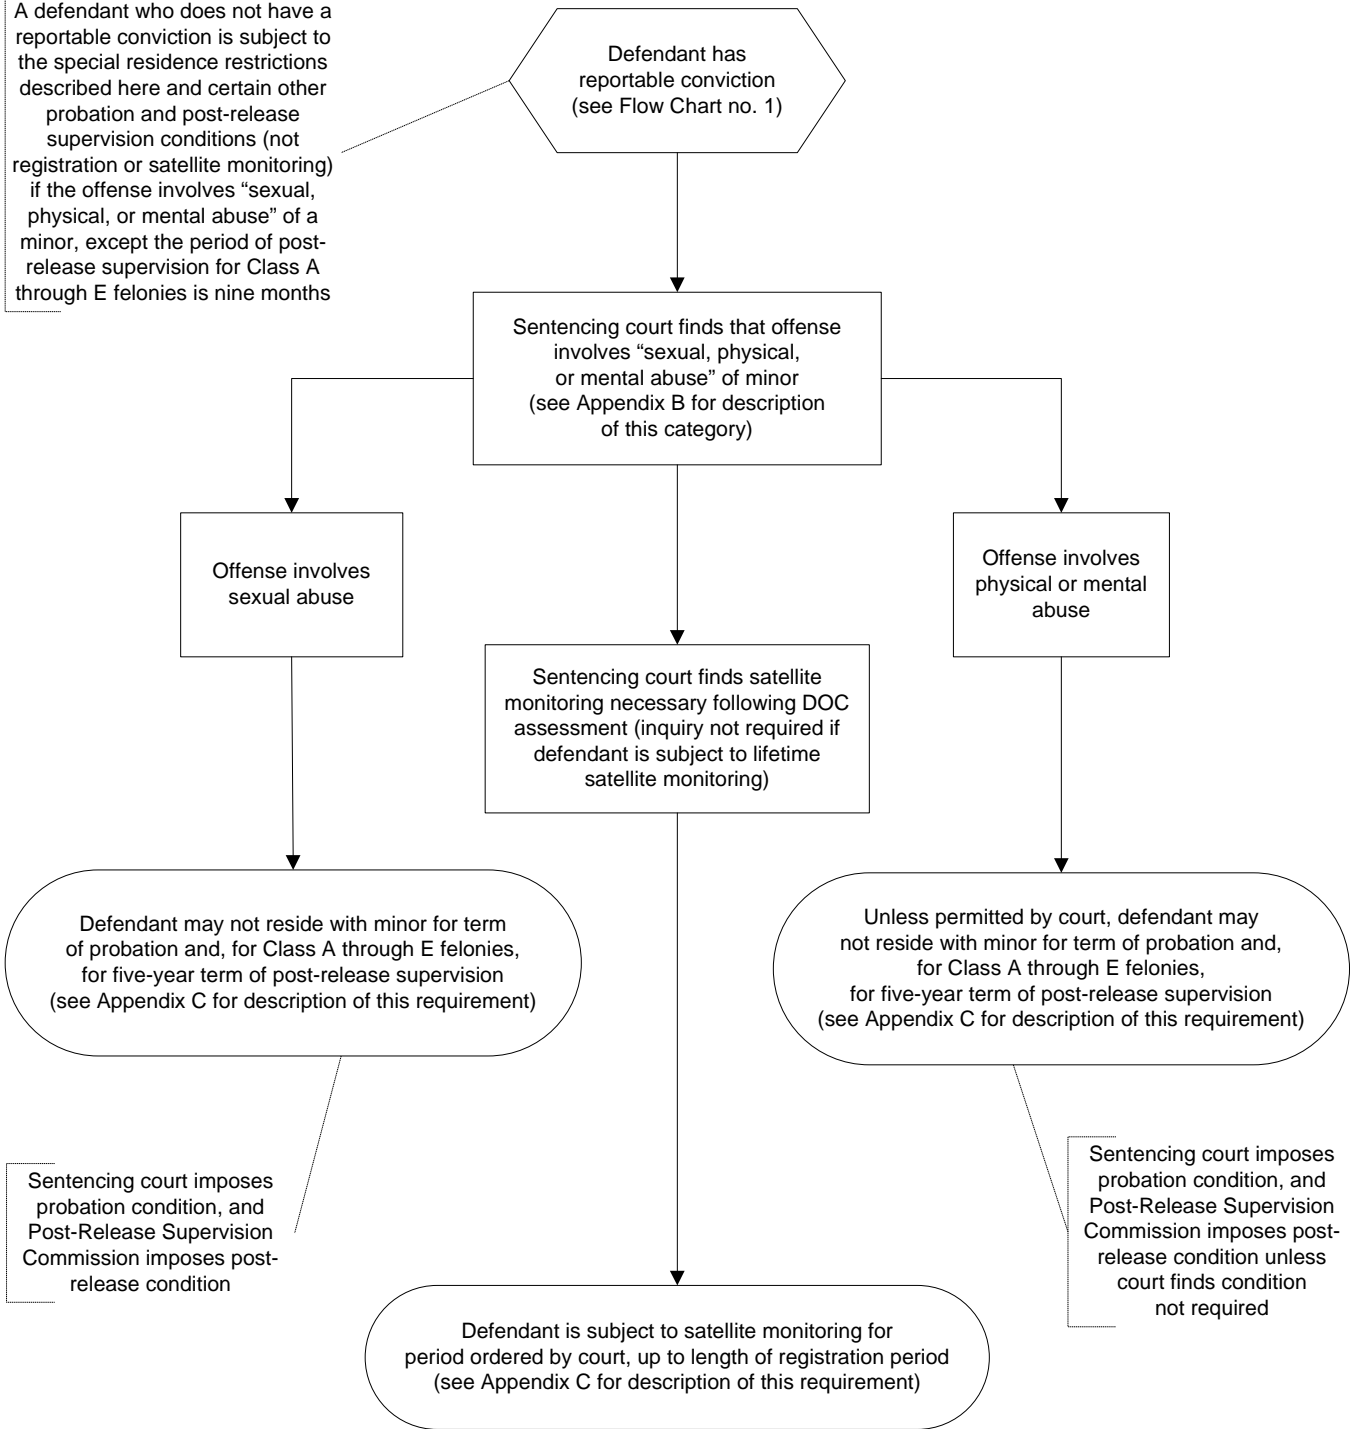 A defendant who does not have a
reportable conviction is subject to
the special residence restrictions
described here and certain other
probation and post-release
supervision conditions (not
registration or satellite monitoring)
if the offense involves “sexual,
physical, or mental abuse” of a
minor, except the period of post-
release supervision for Class A
through E felonies is nine months
Defendant has
reportable conviction
(see Flow Chart no. 1)
Sentencing court finds that offense
involves “sexual, physical,
or mental abuse” of minor
(see Appendix B for description
of this category)
Offense involves
sexual abuse
Sentencing court finds satellite
monitoring necessary following DOC
assessment (inquiry not required if
defendant is subject to lifetime
satellite monitoring)
Offense involves
physical or mental
abuse
Defendant may not reside with minor for term
of probation and, for Class A through E felonies,
for five-year term of post-release supervision
(see Appendix C for description of this requirement)
Unless permitted by court, defendant may
not reside with minor for term of probation and,
for Class A through E felonies,
for five-year term of post-release supervision
(see Appendix C for description of this requirement)
Sentencing court imposes
probation condition, and
Post-Release Supervision
Commission imposes post-
release condition
Sentencing court imposes
probation condition, and
Post-Release Supervision
Commission imposes post-
release condition unless
court finds condition
not required
Defendant is subject to satellite monitoring for
period ordered by court, up to length of registration period
(see Appendix C for description of this requirement)